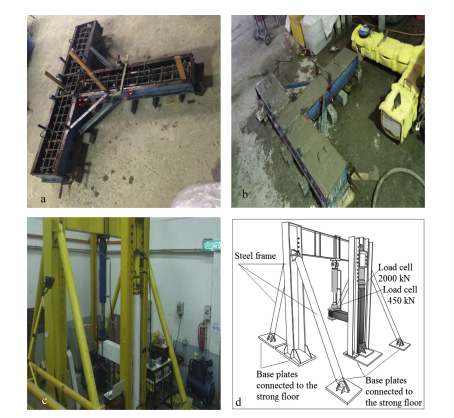 a
b
c
d
Steel frame
Load cell
2000 kN
Load cell
450 kN
Base plates
connected to the
strong floor
Base plates
connected to
the strong floor